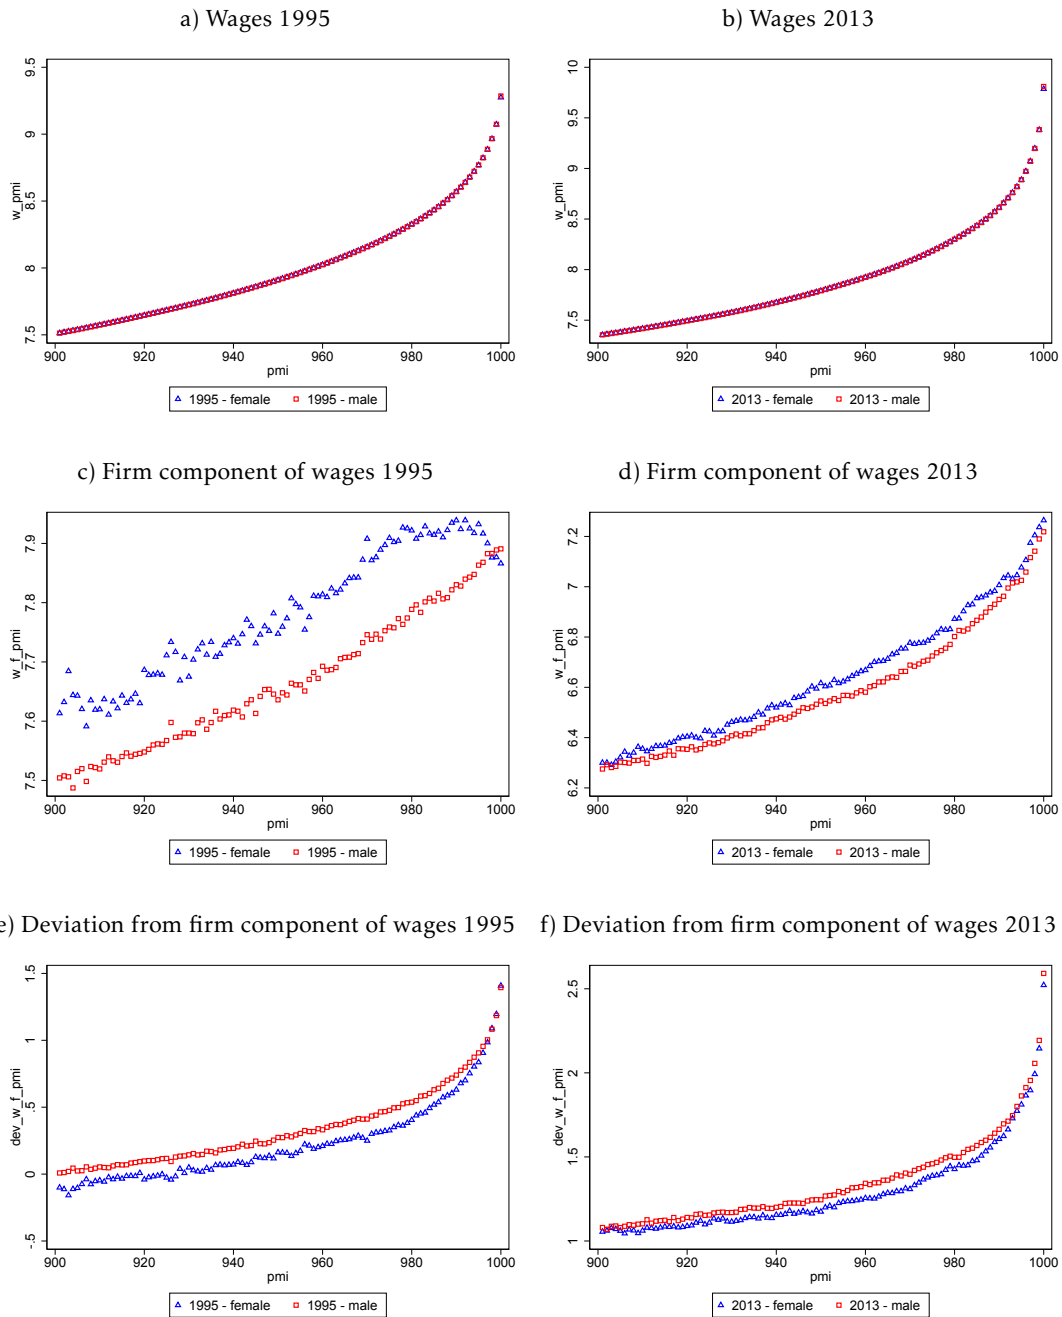 a) Wages 1995
b) Wages 2013
9.5
9
8.5
8
7.5
w_pmi
900 920 940 960 980 1000
pmi
1995 - female 1995 - male
10
9.5
9
8.5
8
7.5
w_pmi
900 920 940 960 980 1000
pmi
2013 - female 2013 - male
c) Firm component of wages 1995
d) Firm component of wages 2013
7.9
7.8
7.7
7.6
7.5
w_f_pmi
900 920 940 960 980 1000
pmi
1995 - female 1995 - male
7.2
7
6.8
6.6
6.4
6.2
w_f_pmi
900 920 940 960 980 1000
pmi
2013 - female 2013 - male
e) Deviation from firm component of wages 1995
f) Deviation from firm component of wages 2013
1.5
1
.5
0
-.5
dev_w_f_pmi
900 920 940 960 980 1000
pmi
1995 - female 1995 - male
2.5
2
1.5
1
dev_w_f_pmi
900 920 940 960 980 1000
pmi
2013 - female 2013 - male